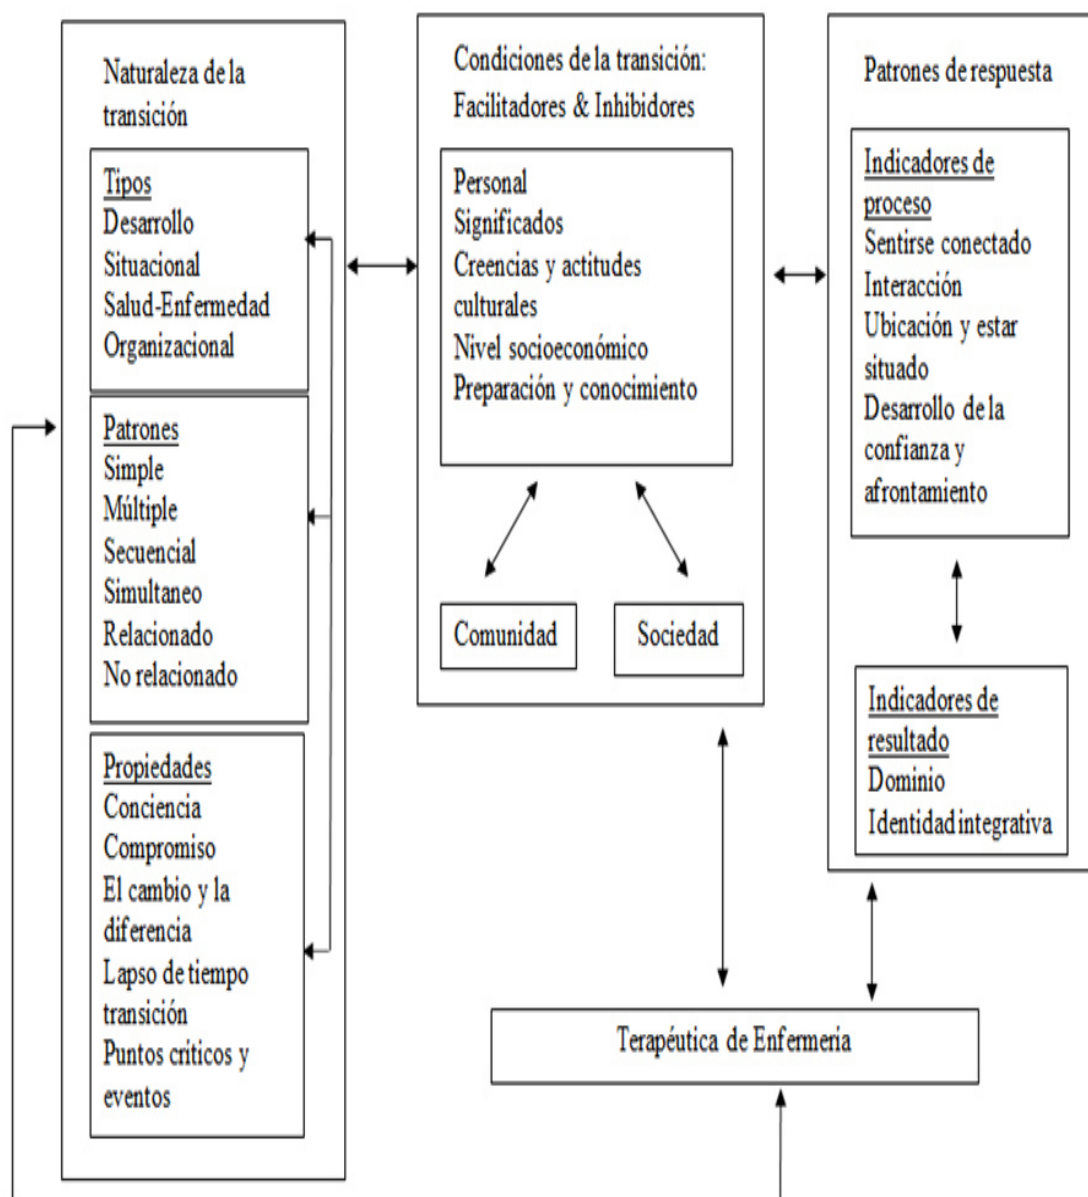 Naturaleza de la
transición
Tipos
Desarrollo
Situacional
Salud-Enfermedad
Organizacional
Patrones
Simple
Múltiple
Secuencial
Simultaneo
Relacionado
No relacionado
Propiedades
Conciencia
Compromiso
El cambio y la
diferencia
Lapso de tiempo
transición
Puntos críticos y
eventos
Condiciones de la transición:
Facilitadores & Inhibidores
Personal
Significados
Creencias y actitudes
culturales
Nivel socioeconómico
Preparación y conocimiento
Comunidad
Sociedad
Patrones de respuesta
Indicadores de
proceso
Sentirse conectado
Interacción
Ubicación y estar
situado
Desarrollo de la
confianza y
afrontamiento
Indicadores de
resultado
Dominio
Identidad integrativa
Terapéutica de Enfermería